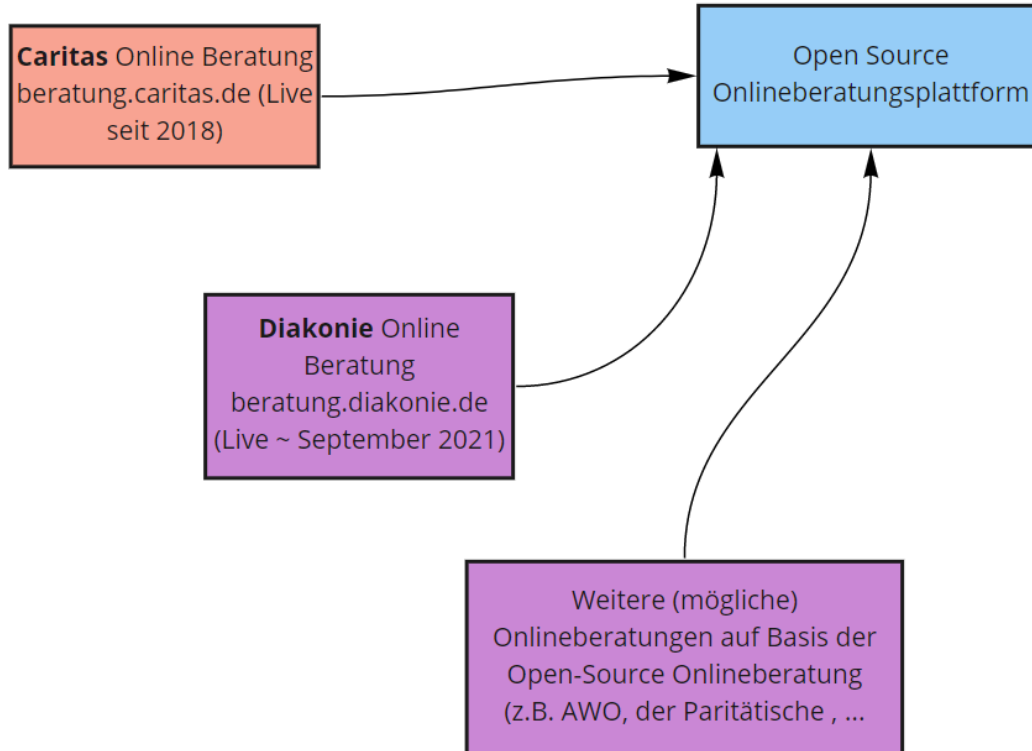 Caritas Online Beratung
beratung.caritas.de (Live
seit 2018)
Open Source
Onlineberatungsplattform
Diakonie Online
Beratung
beratung.diakonie.de
(Live ~ September 2021)
Weitere (mögliche)
Onlineberatungen auf Basis der
Open-Source Onlineberatung
(z.B. AWO, der Paritätische , ...